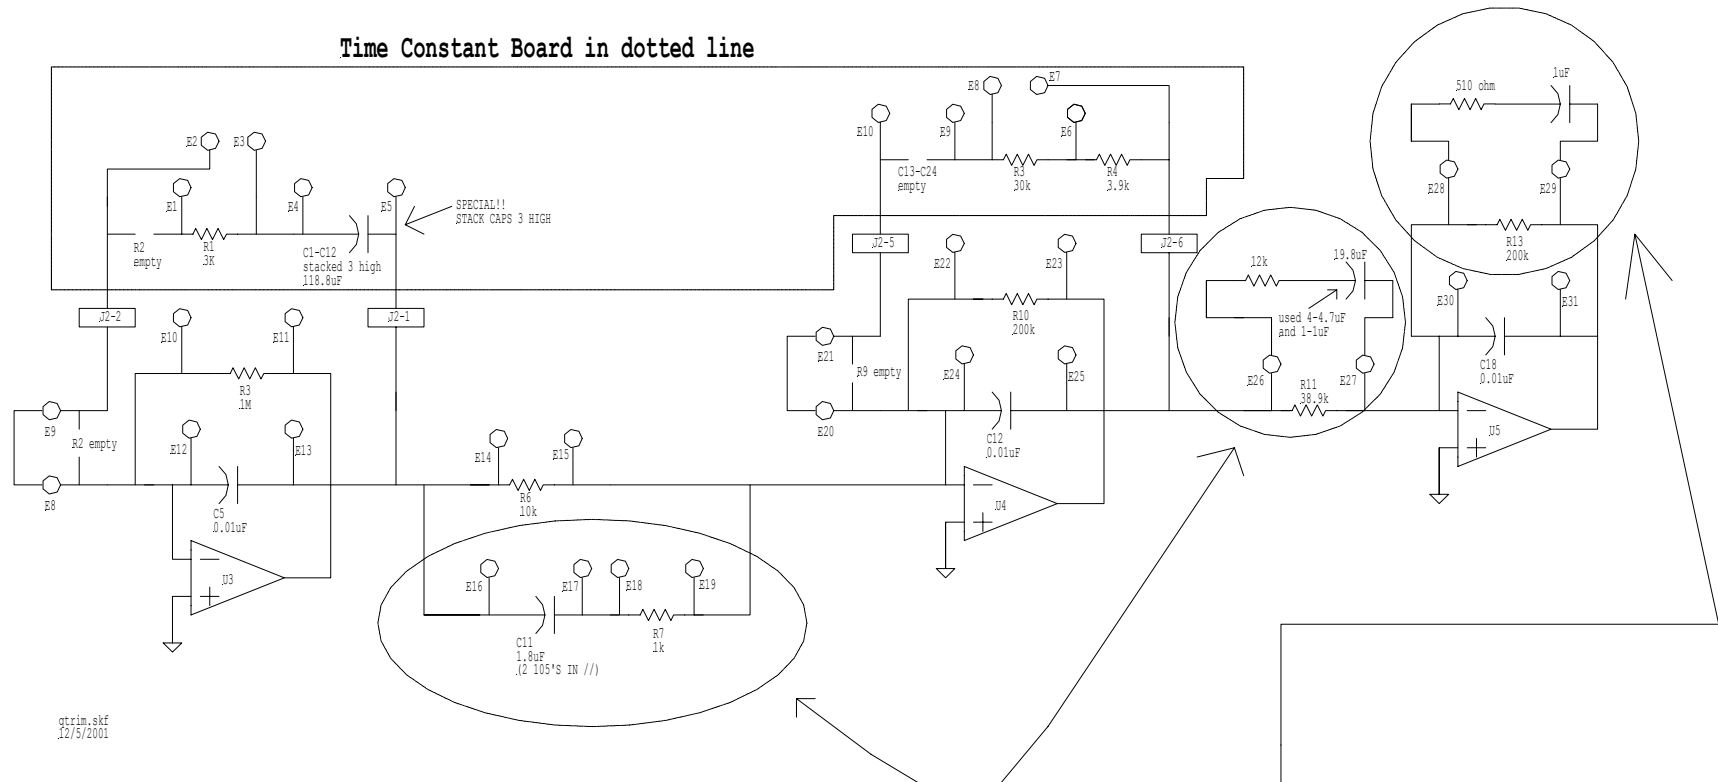 Time Constant Board in dotted line
E2
E3
E1
E4
E5
SPECIAL!!
STACK CAPS 3 HIGH
R2
empty
R1
3K
C1-C12
stacked 3 high
118.8uF
E10
E9
E8
E7
E6
C13-C24
empty
R3
30k
R4
3.9k
510 ohm
1uF
E28
E29
R13
200k
J2-2
J2-1
J2-5
J2-6
E10
E11
R3
1M
E9
R2 empty
E8
E12
E13
C5
0.01uF
U3
E14
E15
R6
10k
E16
E17
E18
E19
C11
1.8uF
(2 105'S IN //)
R7
1k
E22
E23
R10
200k
E21
R9 empty
E20
E24
E25
C12
0.01uF
U4
12k
19.8uF
used 4-4.7uF
and 1-1uF
E26
E27
R11
38.9k
E30
E31
C18
0.01uF
U5
qtrim.skf
12/5/2001